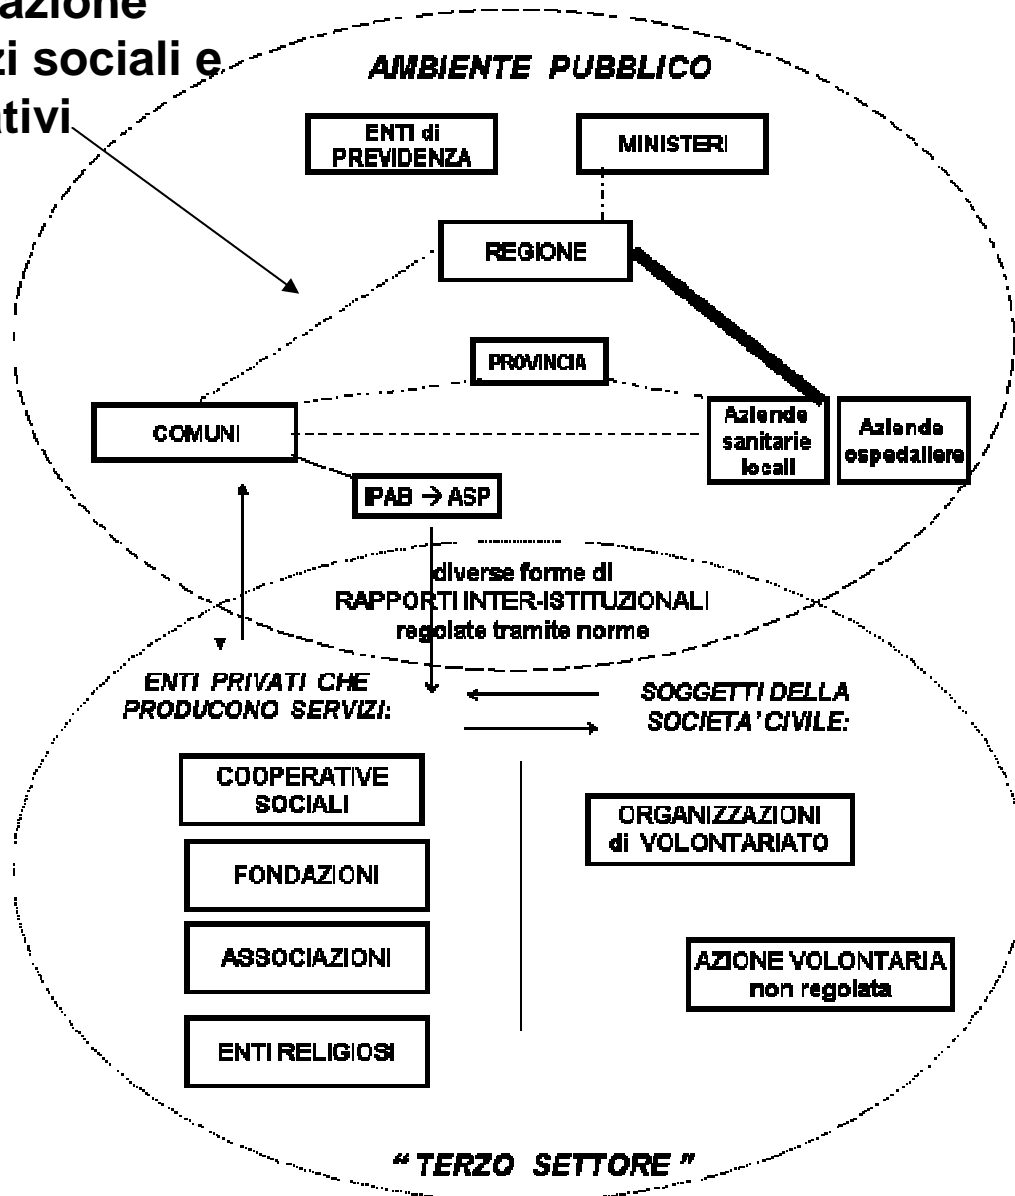 azione
zi sociali e
ativi
AMBIENTE PUBBLICO
ENTI di
PREVIDENZA
MINISTERI
REGIONE
PROVINCIA
COMUNI
Aziende
sanitarie
locali
Aziende
ospedaliere
IPAB → ASP
diverse forme di
RAPPORTI INTER-ISTITUZIONALI
regolate tramite norme
ENTI PRIVATI CHE
PRODUCONO SERVIZI:
SOGGETTI DELLA
SOCIETA' CIVILE:
COOPERATIVE
SOCIALI
ORGANIZZAZIONI
di VOLONTARIATO
FONDAZIONI
ASSOCIAZIONI
AZIONE VOLONTARIA
non regolata
ENTI RELIGIOSI
“ TERZO SETTORE ”